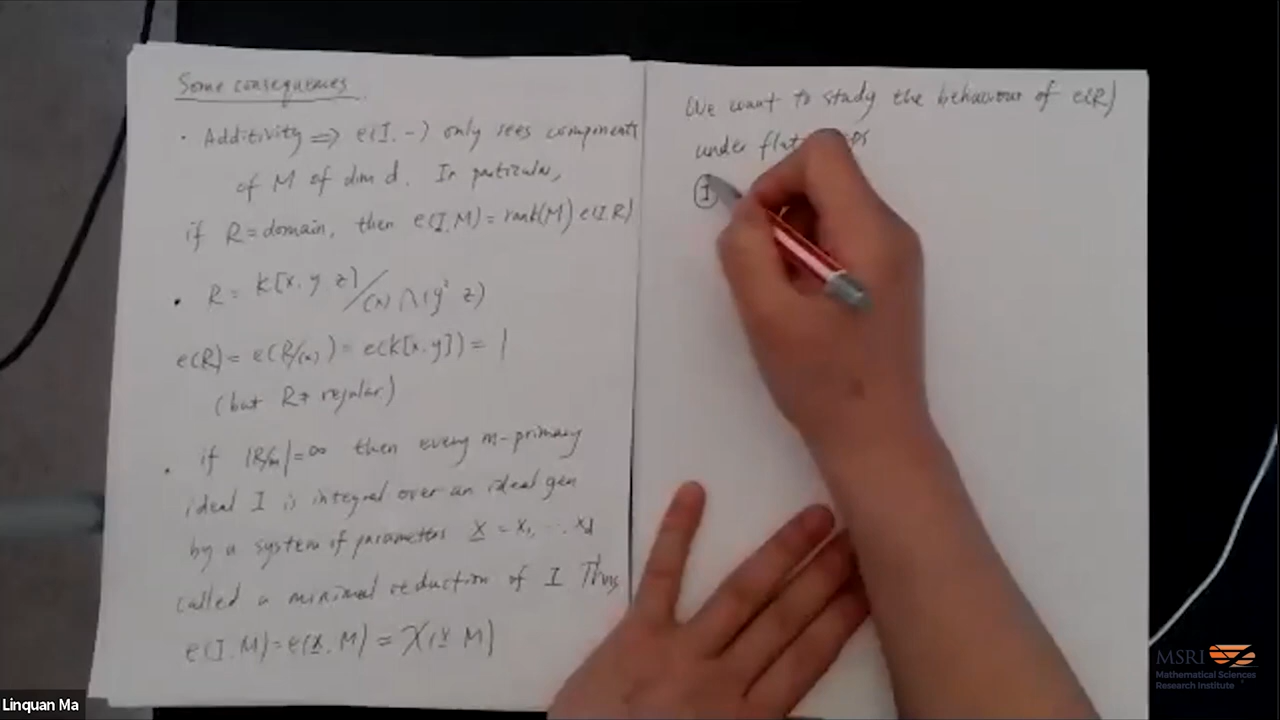 Some consequences
· Additivity ⇒ e(I, -) only sees components
of M of dim d. In particular,
if R = domain, then e(I, M) = rank(M) e(I, R)
· R = k[x, y, z]/(x) ∩ (y², z)
e(R) = e(R/(x)) = e(k[x, y]) = 1
(but R ≠ regular)
· if |R/m| = ∞ then every m-primary
ideal I is integral over an ideal gen
by a system of parameters x = x₁, ... x_d
called a minimal reduction of I Thus
e(I, M) = e(x, M) = χ(x, M)
We want to study the behaviour of e(R)
under flat
①
MSRI
Mathematical Sciences
Research Institute
Linquan Ma